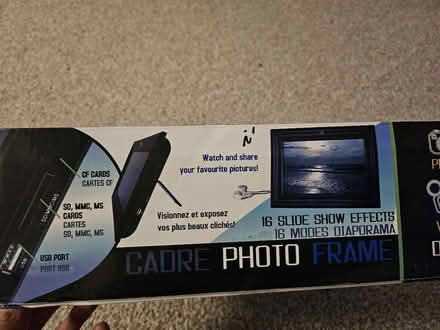 CF CARDS
CARTES CF
SD, MMC, MS
CARDS
CARTES
SD, MMC, MS
USB PORT
PORT USB
Watch and share
your favourite pictures!
Visionnez et exposez
vos plus beaux clichés!
16 SLIDE SHOW EFFECTS
16 MODES DIAPORAMA
CADRE PHOTO FRAME